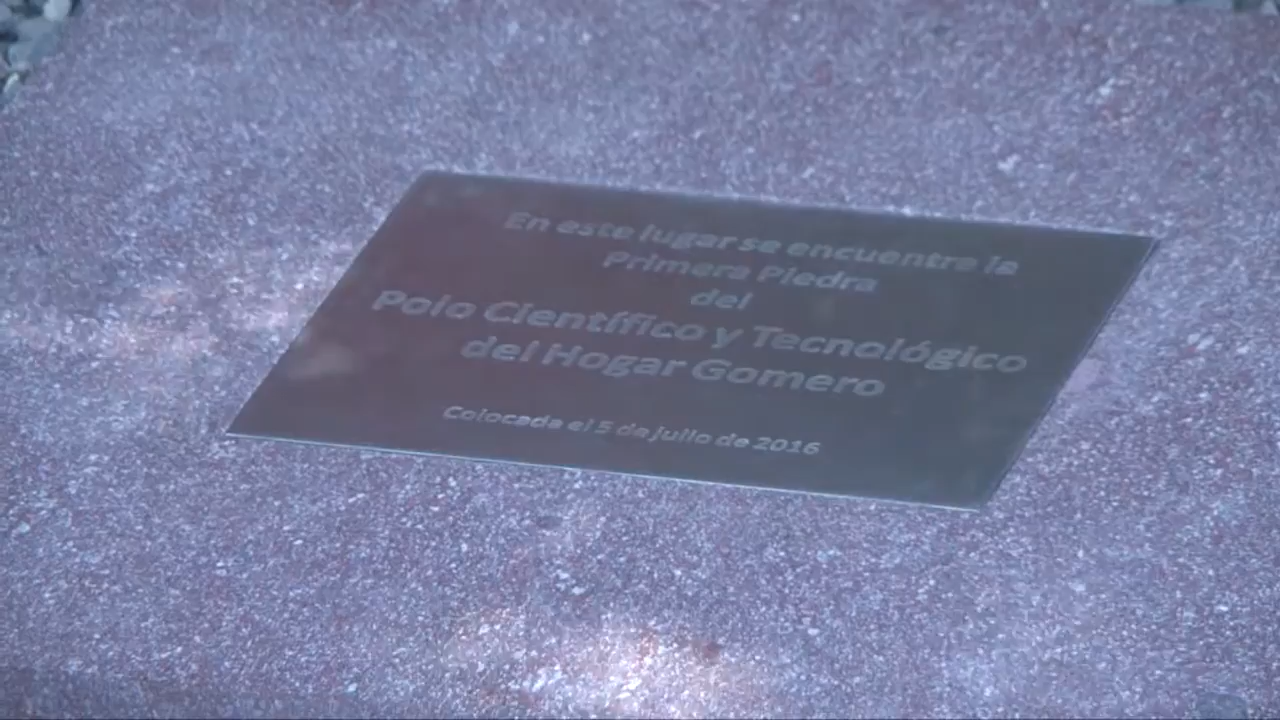 En este lugar se encuentra la
Primera Piedra
del
Polo Científico y Tecnológico
del Hogar Gomero
Colocada el 5 de julio de 2016